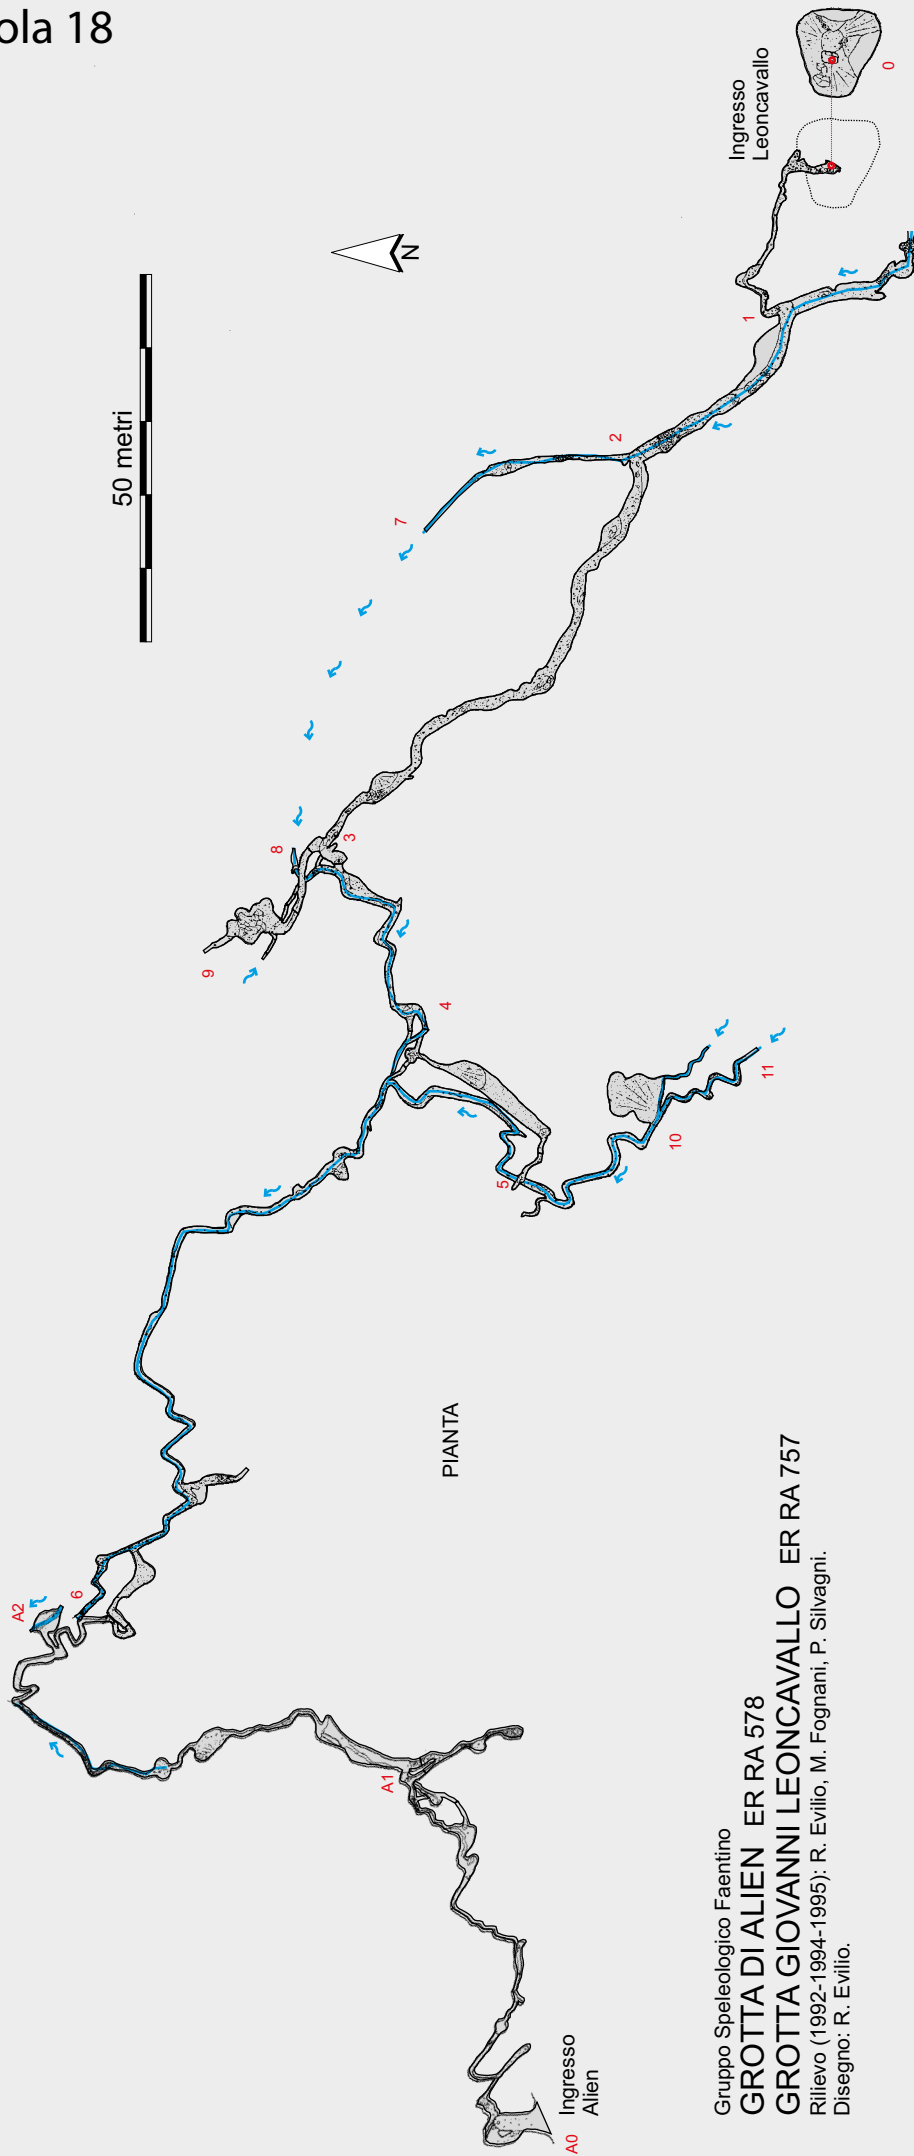 ola 18
Ingresso
Leoncavallo
0
N
50 metri
1
2
7
3
8
9
4
5
10
11
PIANTA
6
A2
A1
Ingresso
Alien
A0
Gruppo Speleologico Faentino
GROTTA DI ALIEN ER RA 578
GROTTA GIOVANNI LEONCAVALLO ER RA 757
Rilievo (1992-1994-1995): R. Evilio, M. Fognani, P. Silvagni.
Disegno: R. Evilio.